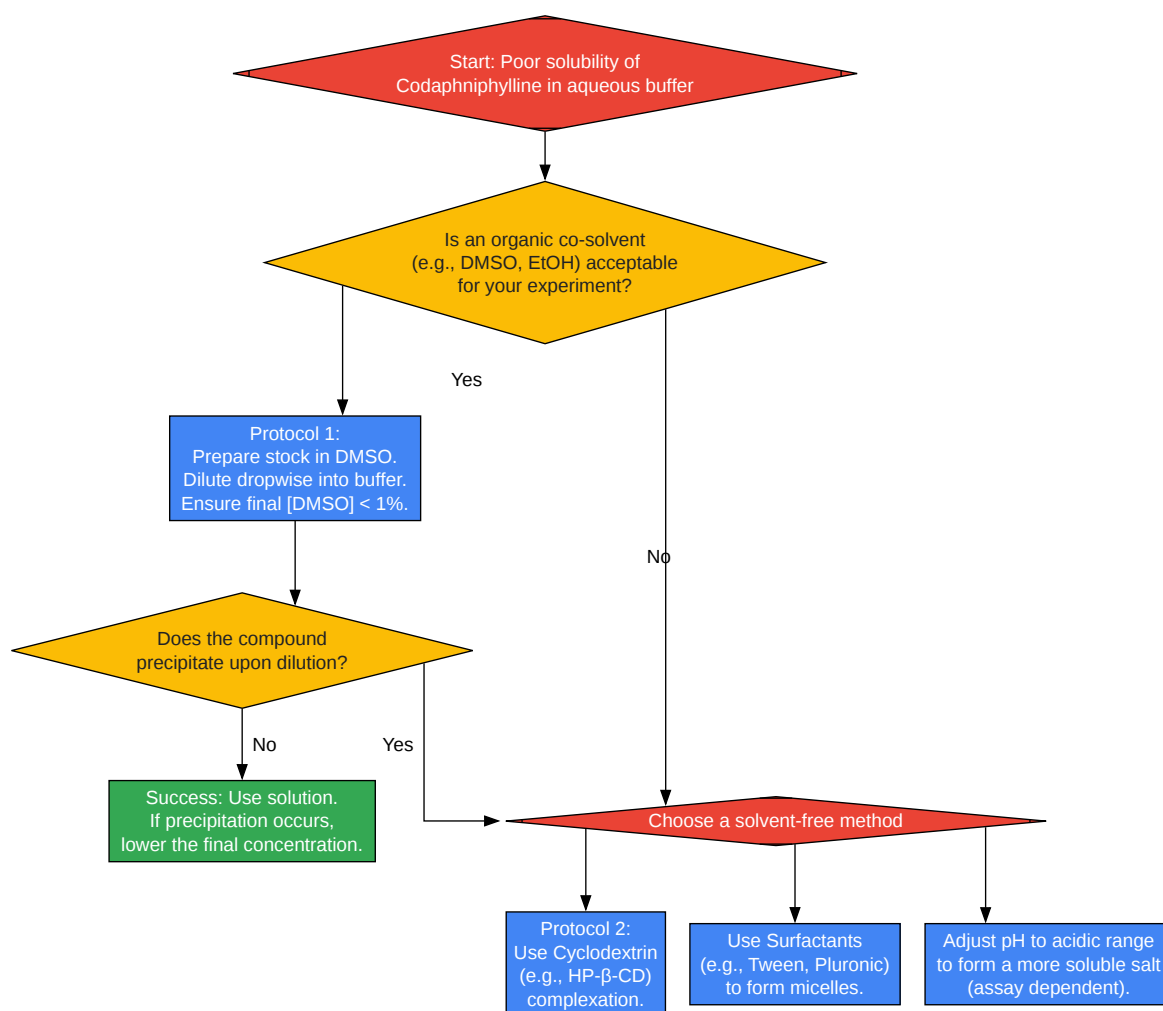 Start: Poor solubility of
Codaphniphylline in aqueous buffer
Is an organic co-solvent
(e.g., DMSO, EtOH) acceptable
for your experiment?
Yes
Protocol 1:
Prepare stock in DMSO.
Dilute dropwise into buffer.
Ensure final [DMSO] < 1%.
No
Does the compound
precipitate upon dilution?
No
Yes
Success: Use solution.
If precipitation occurs,
lower the final concentration.
Choose a solvent-free method
Protocol 2:
Use Cyclodextrin
(e.g., HP-β-CD)
complexation.
Use Surfactants
(e.g., Tween, Pluronic)
to form micelles.
Adjust pH to acidic range
to form a more soluble salt
(assay dependent).